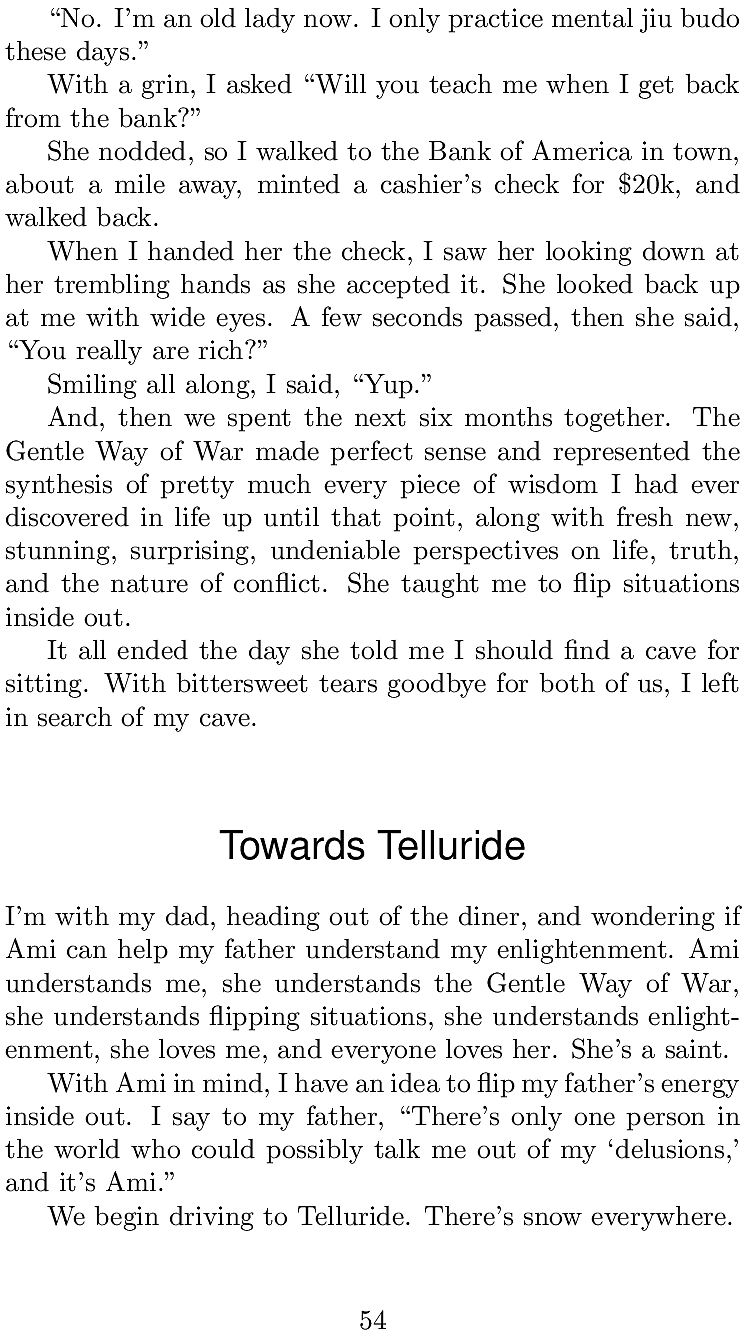 “No. I’m an old lady now. I only practice mental jiu budo
these days.”
With a grin, I asked “Will you teach me when I get back
from the bank?”
She nodded, so I walked to the Bank of America in town,
about a mile away, minted a cashier’s check for $20k, and
walked back.
When I handed her the check, I saw her looking down at
her trembling hands as she accepted it. She looked back up
at me with wide eyes. A few seconds passed, then she said,
“You really are rich?”
Smiling all along, I said, “Yup.”
And, then we spent the next six months together. The
Gentle Way of War made perfect sense and represented the
synthesis of pretty much every piece of wisdom I had ever
discovered in life up until that point, along with fresh new,
stunning, surprising, undeniable perspectives on life, truth,
and the nature of conflict. She taught me to flip situations
inside out.
It all ended the day she told me I should find a cave for
sitting. With bittersweet tears goodbye for both of us, I left
in search of my cave.
Towards Telluride
I’m with my dad, heading out of the diner, and wondering if
Ami can help my father understand my enlightenment. Ami
understands me, she understands the Gentle Way of War,
she understands flipping situations, she understands enlight-
enment, she loves me, and everyone loves her. She’s a saint.
With Ami in mind, I have an idea to flip my father’s energy
inside out. I say to my father, “There’s only one person in
the world who could possibly talk me out of my ‘delusions,’
and it’s Ami.”
We begin driving to Telluride. There’s snow everywhere.
54